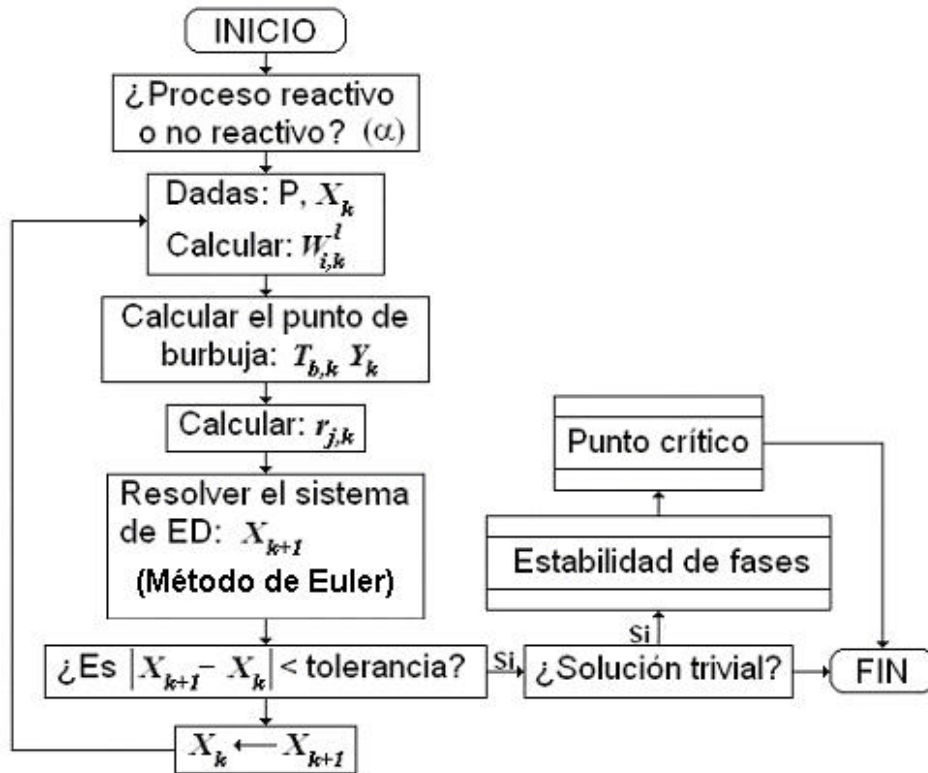 INICIO
¿Proceso reactivo
o no reactivo? (α)
Dadas: P, X_k
Calcular: W^l_{i,k}
Calcular el punto de
burbuja: T_{b,k} Y_k
Calcular: r_{j,k}
Resolver el sistema
de ED: X_{k+1}
(Método de Euler)
¿Es |X_{k+1} − X_k| < tolerancia?
Si
X_k ← X_{k+1}
¿Solución trivial?
Si
Estabilidad de fases
Punto crítico
FIN